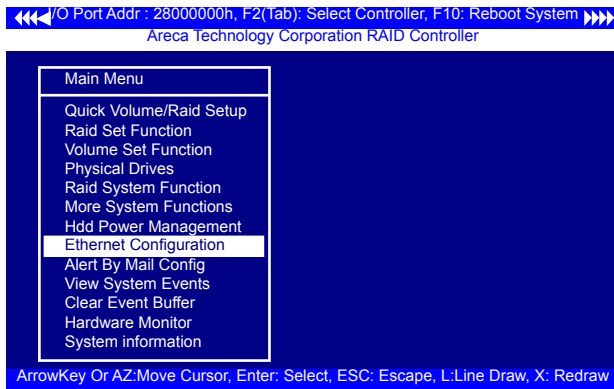 I/O Port Addr : 28000000h, F2(Tab): Select Controller, F10: Reboot System
Areca Technology Corporation RAID Controller
Main Menu
Quick Volume/Raid Setup
Raid Set Function
Volume Set Function
Physical Drives
Raid System Function
More System Functions
Hdd Power Management
Ethernet Configuration
Alert By Mail Config
View System Events
Clear Event Buffer
Hardware Monitor
System information
ArrowKey Or AZ:Move Cursor, Enter: Select, ESC: Escape, L:Line Draw, X: Redraw